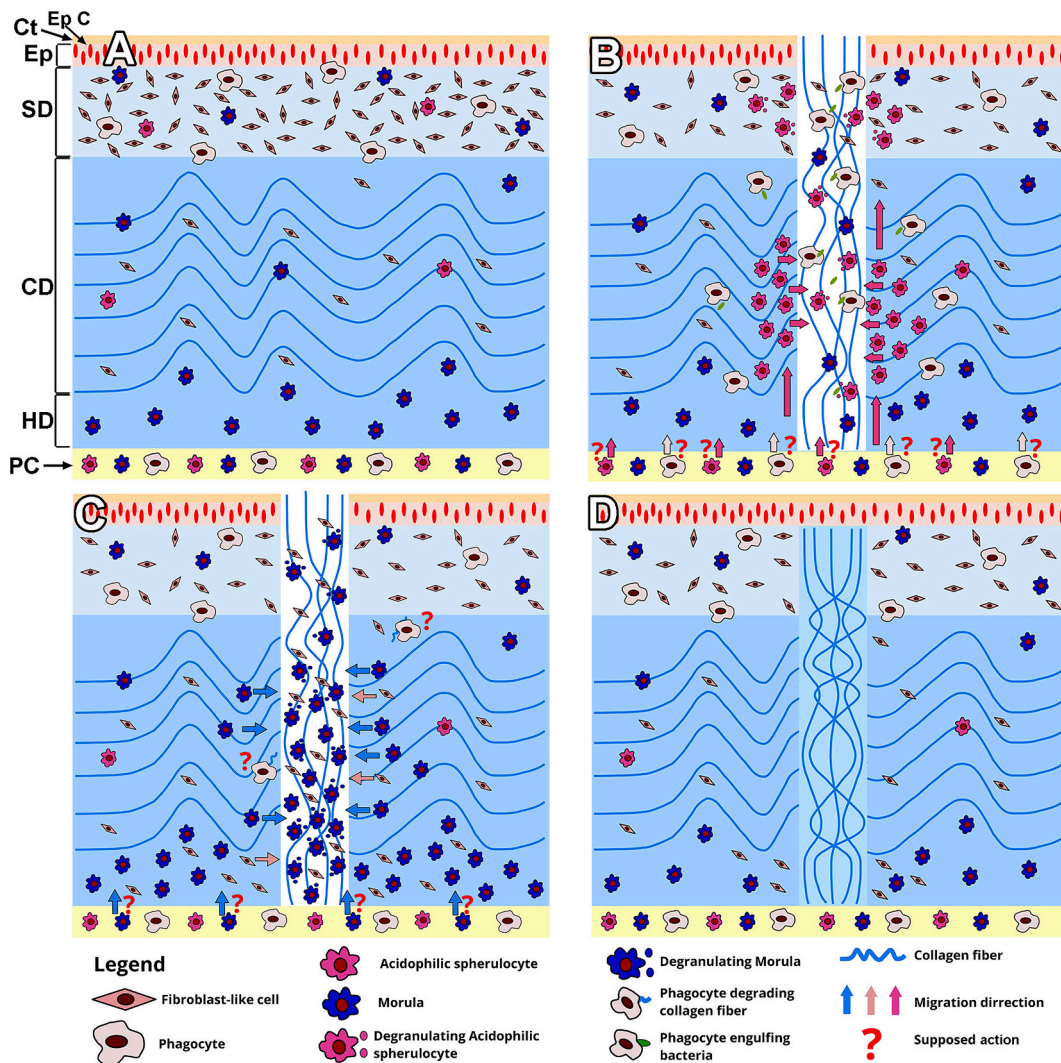 Ct
Ep C
A
Ep
SD
CD
HD
PC
B
? ? ? ? ? ? ? ? ?
C
?
?
? ? ? ?
D
Legend
Fibroblast-like cell
Phagocyte
Acidophilic spherulocyte
Morula
Degranulating Acidophilic
spherulocyte
Degranulating Morula
Phagocyte degrading
collagen fiber
Phagocyte engulfing
bacteria
Collagen fiber
Migration dirrection
? Supposed action